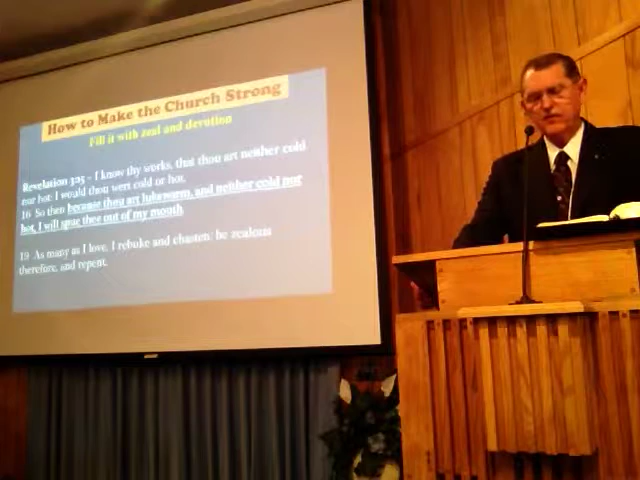 How to Make the Church Strong
Fill it with zeal and devotion
Revelation 3:15 - I know thy works, that thou art neither cold
nor hot: I would thou wert cold or hot.
16 So then because thou art lukewarm, and neither cold nor
hot, I will spue thee out of my mouth.
19 As many as I love, I rebuke and chasten: be zealous
therefore, and repent.